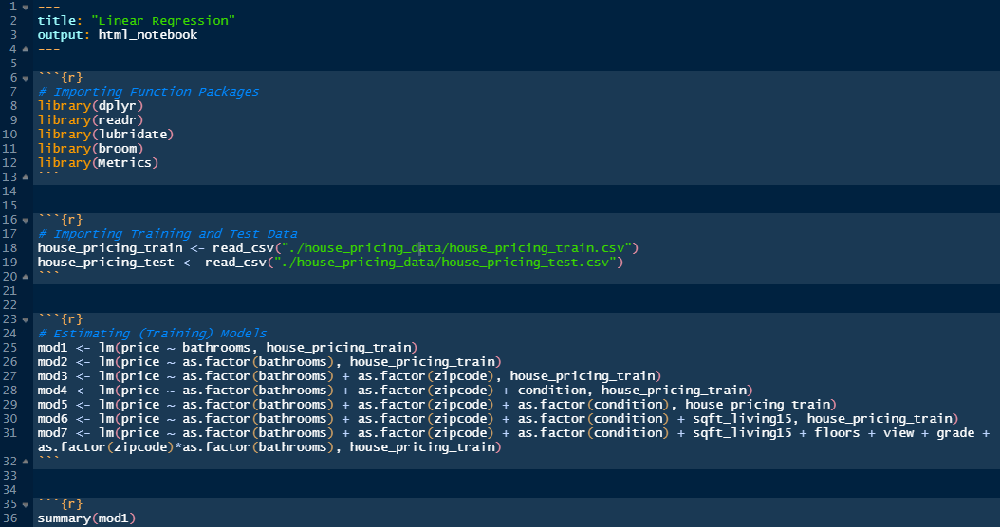 1 ---
2 title: "Linear Regression"
3 output: html_notebook
4 ---
5
6 ```{r}
7 # Importing Function Packages
8 library(dplyr)
9 library(readr)
10 library(lubridate)
11 library(broom)
12 library(Metrics)
13 ```
14
15
16 ```{r}
17 # Importing Training and Test Data
18 house_pricing_train <- read_csv("./house_pricing_data/house_pricing_train.csv")
19 house_pricing_test <- read_csv("./house_pricing_data/house_pricing_test.csv")
20 ```
21
22
23 ```{r}
24 # Estimating (Training) Models
25 mod1 <- lm(price ~ bathrooms, house_pricing_train)
26 mod2 <- lm(price ~ as.factor(bathrooms), house_pricing_train)
27 mod3 <- lm(price ~ as.factor(bathrooms) + as.factor(zipcode), house_pricing_train)
28 mod4 <- lm(price ~ as.factor(bathrooms) + as.factor(zipcode) + condition, house_pricing_train)
29 mod5 <- lm(price ~ as.factor(bathrooms) + as.factor(zipcode) + as.factor(condition), house_pricing_train)
30 mod6 <- lm(price ~ as.factor(bathrooms) + as.factor(zipcode) + as.factor(condition) + sqft_living15, house_pricing_train)
31 mod7 <- lm(price ~ as.factor(bathrooms) + as.factor(zipcode) + as.factor(condition) + sqft_living15 + floors + view + grade +
as.factor(zipcode)*as.factor(bathrooms), house_pricing_train)
32 ```
33
34
35 ```{r}
36 summary(mod1)